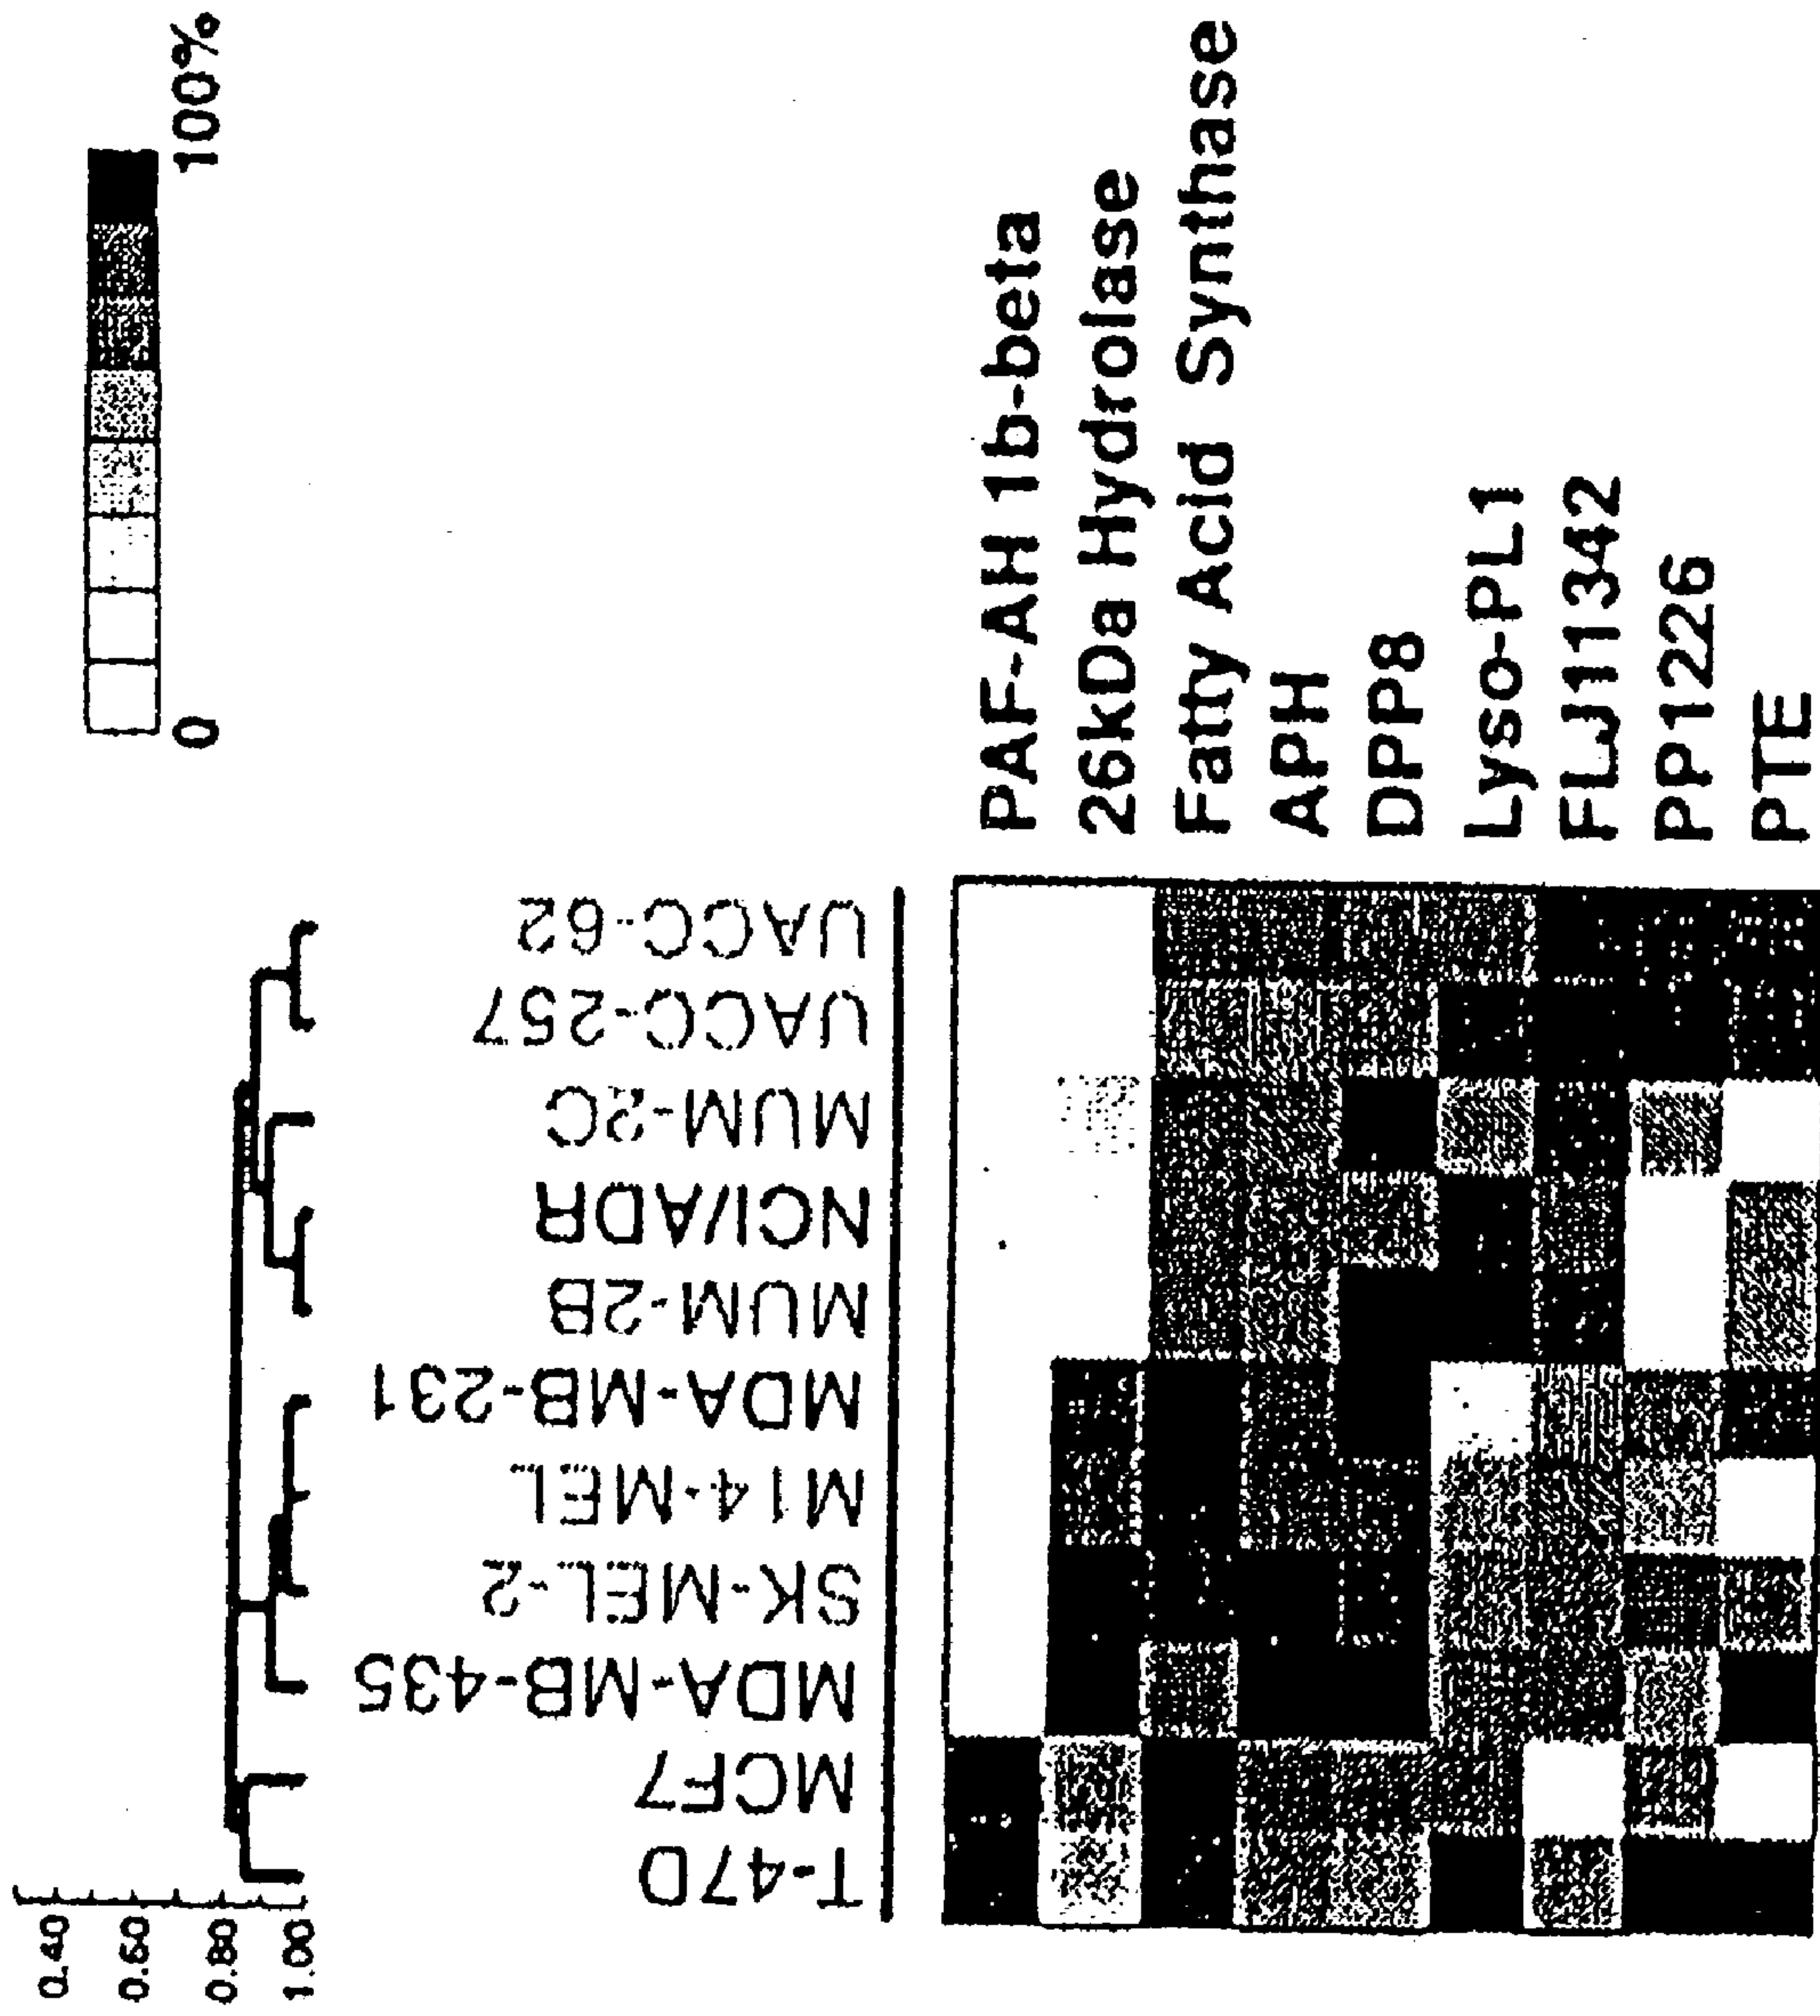 0
100%
0.40
0.60
0.80
1.00
UACC-62
UACC-257
MUM-2C
NCI/ADR
MUM-2B
MDA-MB-231
M14-MEL
SK-MEL-2
MDA-MB-435
MCF7
T-47D
PAF-AH 1b-beta
26kDa Hydrolase
Fatty Acid Synthase
APH
DPP8
Lyso-PL1
FLJ11342
PP1226
PTE